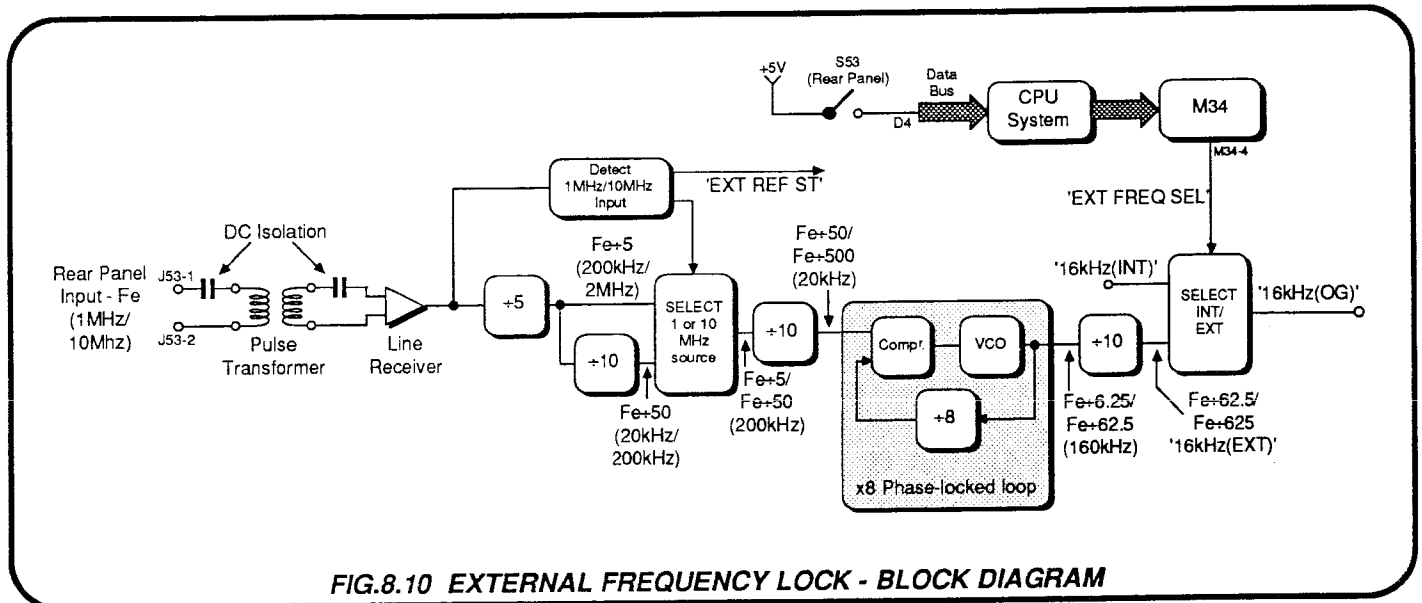 +5V
S53
(Rear Panel)
D4
Data
Bus
CPU
System
M34
M34-4
Detect
1MHz/10MHz
Input
'EXT REF ST'
'EXT FREQ SEL'
DC Isolation
Rear Panel
Input - Fe
(1MHz/
10Mhz)
J53-1
J53-2
Pulse
Transformer
Line
Receiver
÷5
Fe÷5
(200kHz/
2MHz)
÷10
Fe÷50
(20kHz/
200kHz)
SELECT
1 or 10
MHz
source
Fe÷5/
Fe÷50
(200kHz)
÷10
Fe÷50/
Fe÷500
(20kHz)
Compr.
VCO
÷8
x8 Phase-locked loop
Fe÷6.25/
Fe÷62.5
(160kHz)
÷10
Fe÷62.5/
Fe÷625
'16kHz(EXT)'
'16kHz(INT)'
SELECT
INT/
EXT
'16kHz(OG)'
FIG.8.10 EXTERNAL FREQUENCY LOCK - BLOCK DIAGRAM